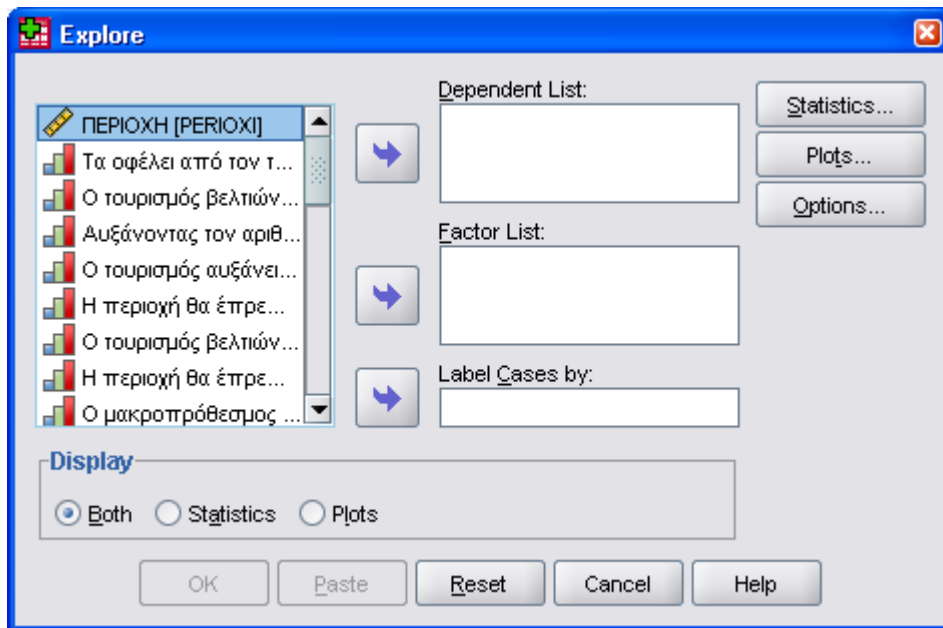 Explore
ΠΕΡΙΟΧΗ [PERIOXI]
Τα οφέλει από τον τ...
Ο τουρισμός βελτιών...
Αυξάνοντας τον αριθ...
Ο τουρισμός αυξάνει...
Η περιοχή θα έπρε...
Ο τουρισμός βελτιών...
Η περιοχή θα έπρε...
Ο μακροπρόθεσμος ...
Dependent List:
Factor List:
Label Cases by:
Statistics...
Plots...
Options...
Display
Both Statistics Plots
OK Paste Reset Cancel Help